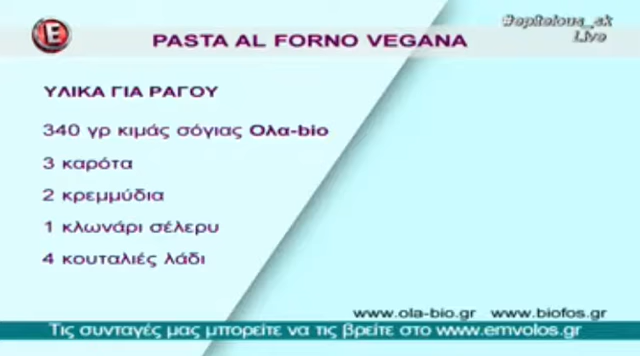 E
#epitelous_ek
Live
PASTA AL FORNO VEGANA
ΥΛΙΚΑ ΓΙΑ ΡΑΓΟΥ
340 γρ κιμάς σόγιας Ολα-bio
3 καρότα
2 κρεμμύδια
1 κλωνάρι σέλερυ
4 κουταλιές λάδι
www.ola-bio.gr www.biofos.gr
Τις συνταγές μας μπορείτε να τις βρείτε στο www.emvolos.gr